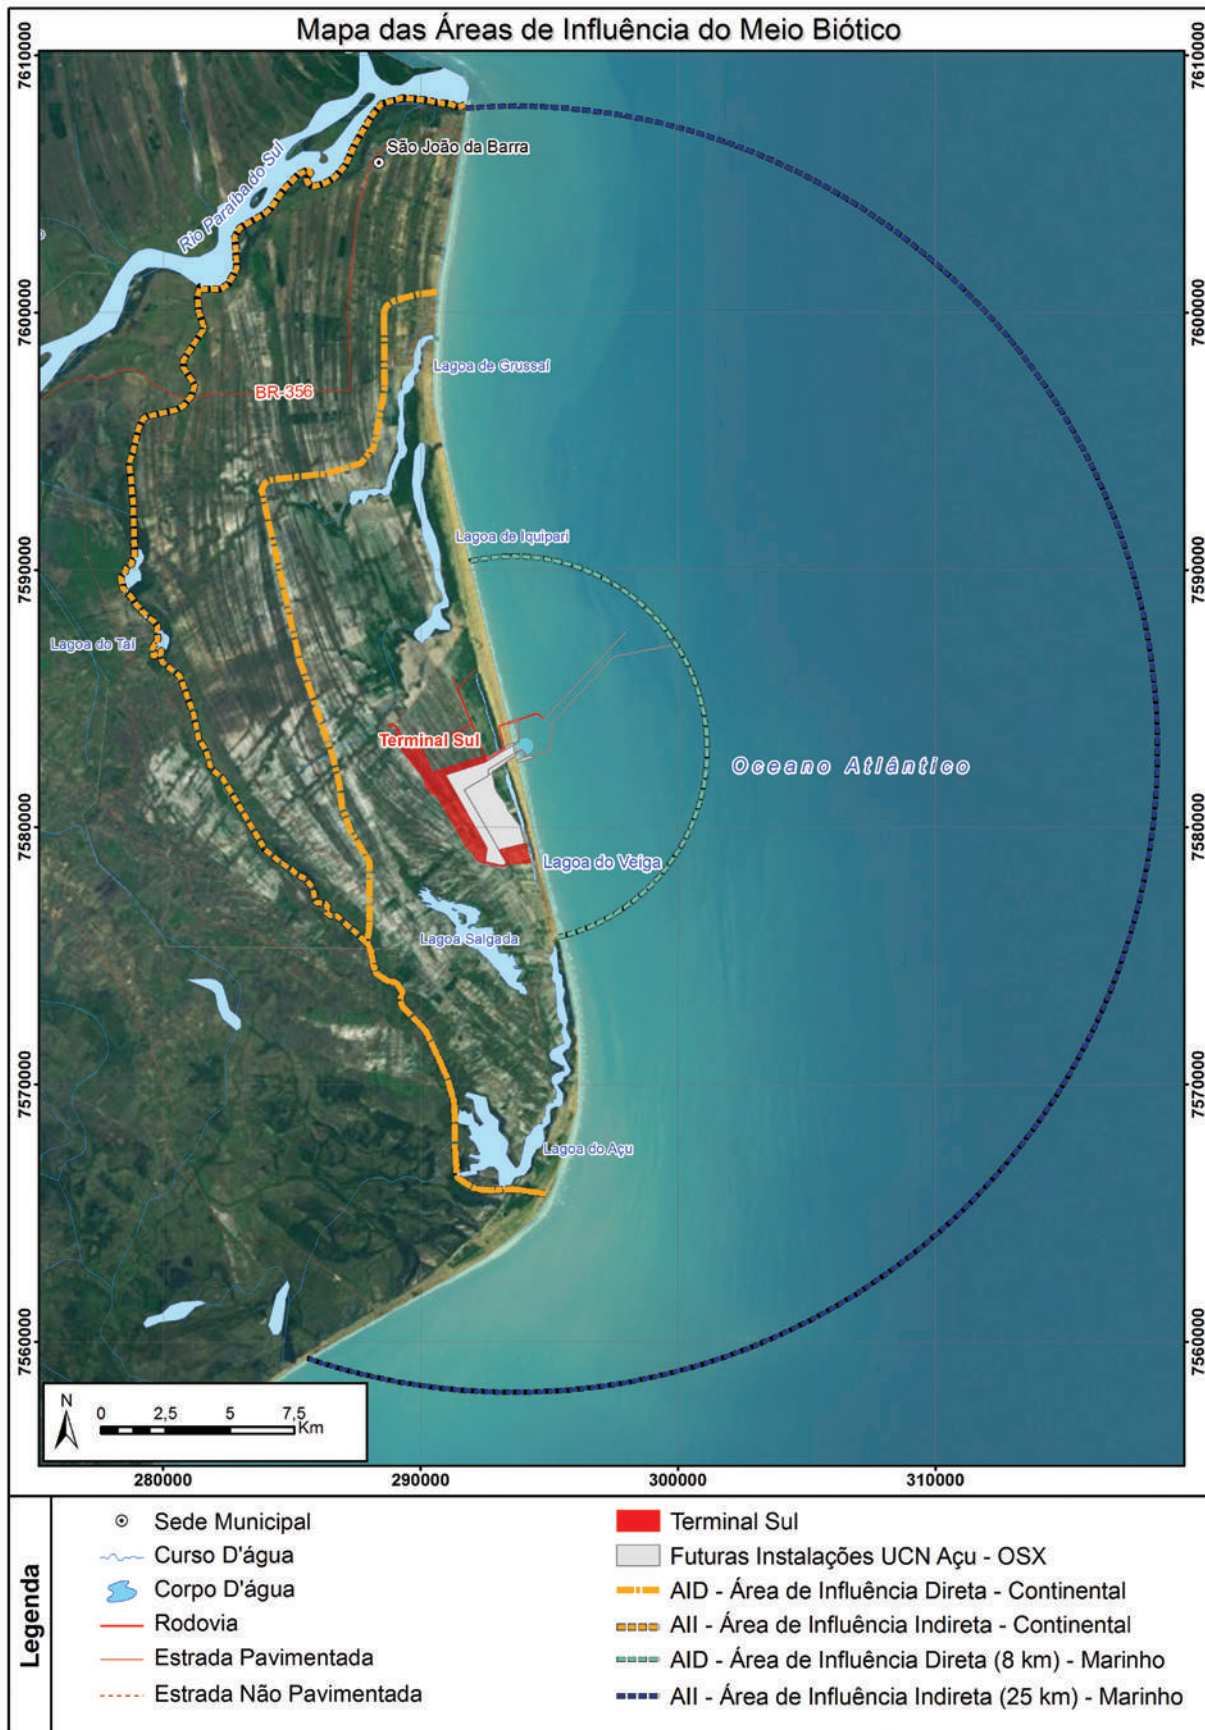 Mapa das Áreas de Influência do Meio Biótico
7610000
7610000
São João da Barra
Rio Paraíba do Sul
7600000
7600000
Lagoa de Grussaí
BR-356
Lagoa de Iquipari
7590000
7590000
Lagoa do Taí
Terminal Sul
Oceano Atlântico
7580000
7580000
Lagoa do Veiga
Lagoa Salgada
7570000
7570000
Lagoa do Açu
7560000
7560000
N
0 2,5 5 7,5
Km
280000 290000 300000 310000
Legenda
Sede Municipal
Curso D'água
Corpo D'água
Rodovia
Estrada Pavimentada
Estrada Não Pavimentada
Terminal Sul
Futuras Instalações UCN Açu - OSX
AID - Área de Influência Direta - Continental
AII - Área de Influência Indireta - Continental
AID - Área de Influência Direta (8 km) - Marinho
AII - Área de Influência Indireta (25 km) - Marinho